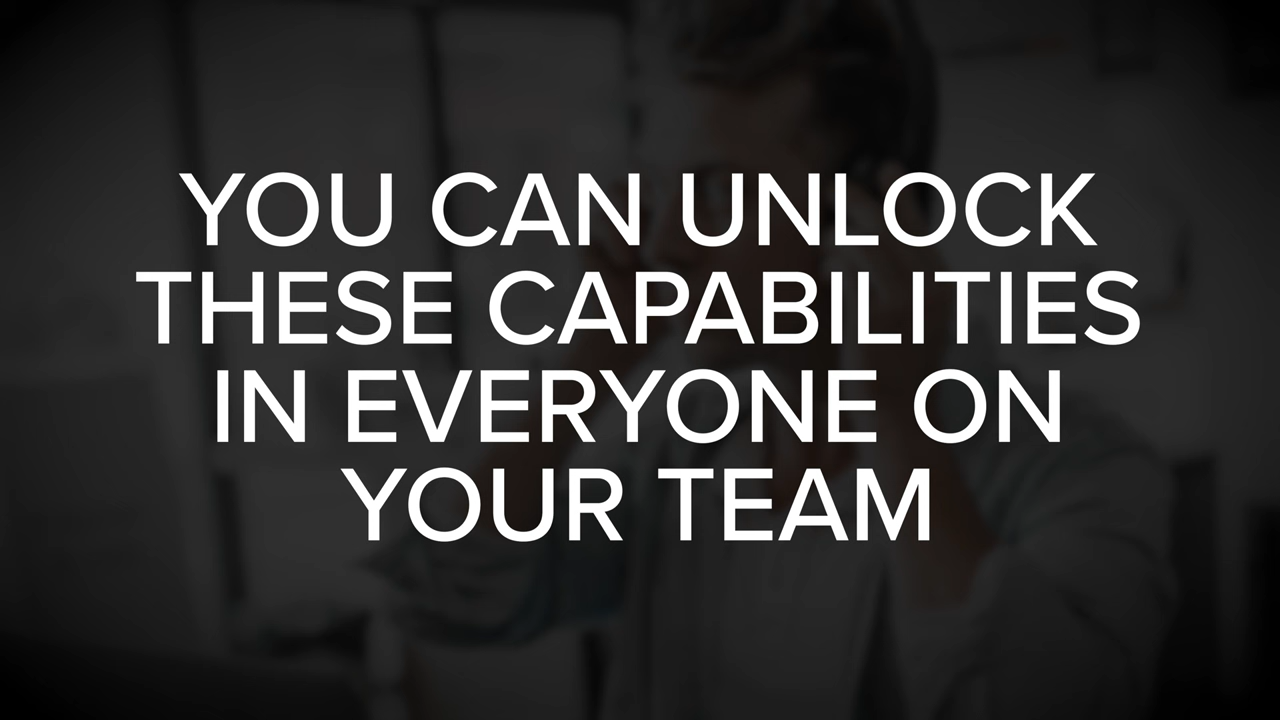 YOU CAN UNLOCK
THESE CAPABILITIES
IN EVERYONE ON
YOUR TEAM